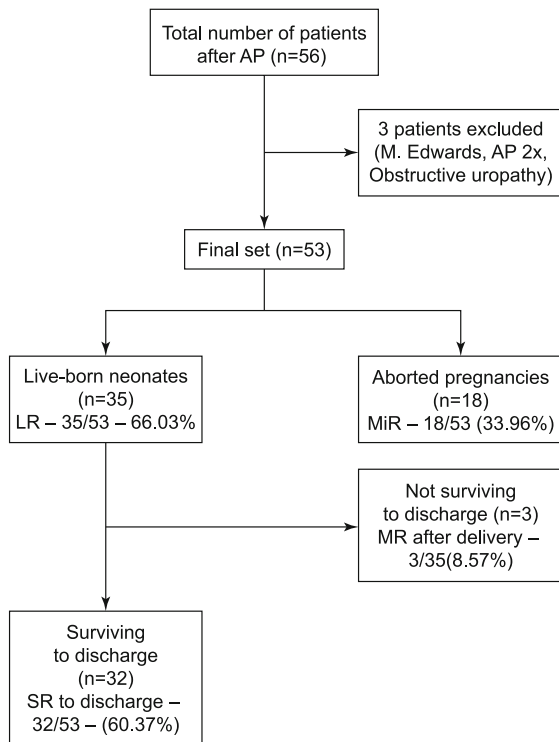 Total number of patients
after AP (n=56)
3 patients excluded
(M. Edwards, AP 2x,
Obstructive uropathy)
Final set (n=53)
Live-born neonates
(n=35)
LR – 35/53 – 66.03%
Aborted pregnancies
(n=18)
MiR – 18/53 (33.96%)
Not surviving
to discharge (n=3)
MR after delivery –
3/35(8.57%)
Surviving
to discharge
(n=32)
SR to discharge –
32/53 – (60.37%)